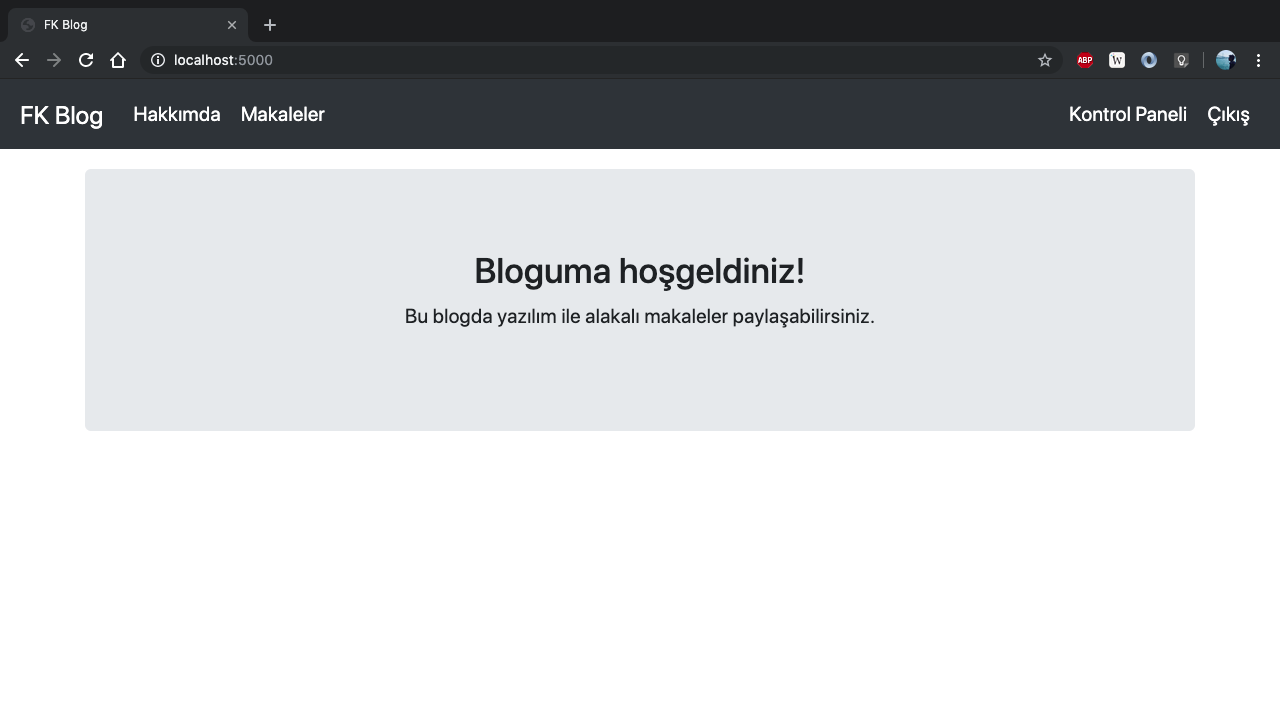 FK Blog
localhost:5000
ABP
W
FK Blog Hakkımda Makaleler Kontrol Paneli Çıkış
Bloguma hoşgeldiniz!
Bu blogda yazılım ile alakalı makaleler paylaşabilirsiniz.